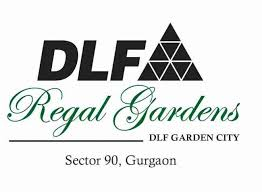 DLF
Regal Gardens
DLF GARDEN CITY
Sector 90, Gurgaon